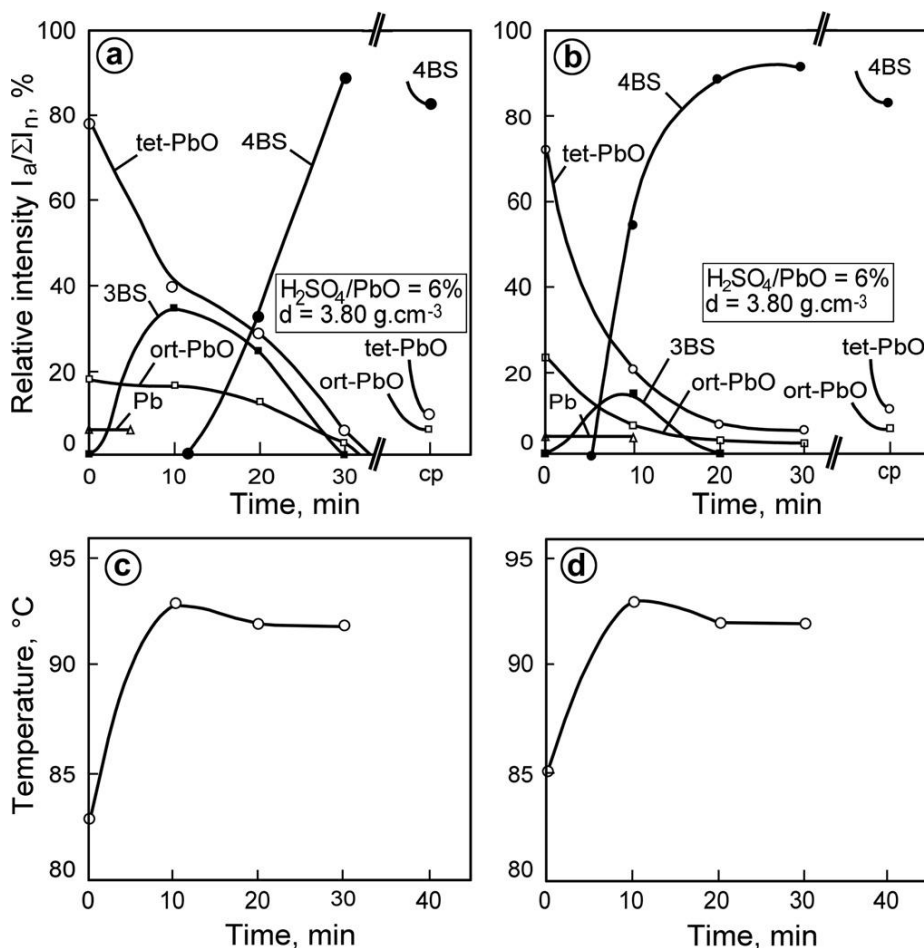 a
b
100
80
60
40
20
0
Relative intensity Iₐ/ΣIₙ, %
tet-PbO
4BS
4BS
3BS
ort-PbO
Pb
H₂SO₄/PbO = 6%
d = 3.80 g.cm⁻³
tet-PbO
ort-PbO
0 10 20 30 cp
Time, min
100
80
60
40
20
0
4BS
4BS
tet-PbO
H₂SO₄/PbO = 6%
d = 3.80 g.cm⁻³
3BS
ort-PbO
Pb
tet-PbO
ort-PbO
0 10 20 30 cp
Time, min
c
95
90
85
80
Temperature, °C
0 10 20 30 40
Time, min
d
95
90
85
80
0 10 20 30 40
Time, min